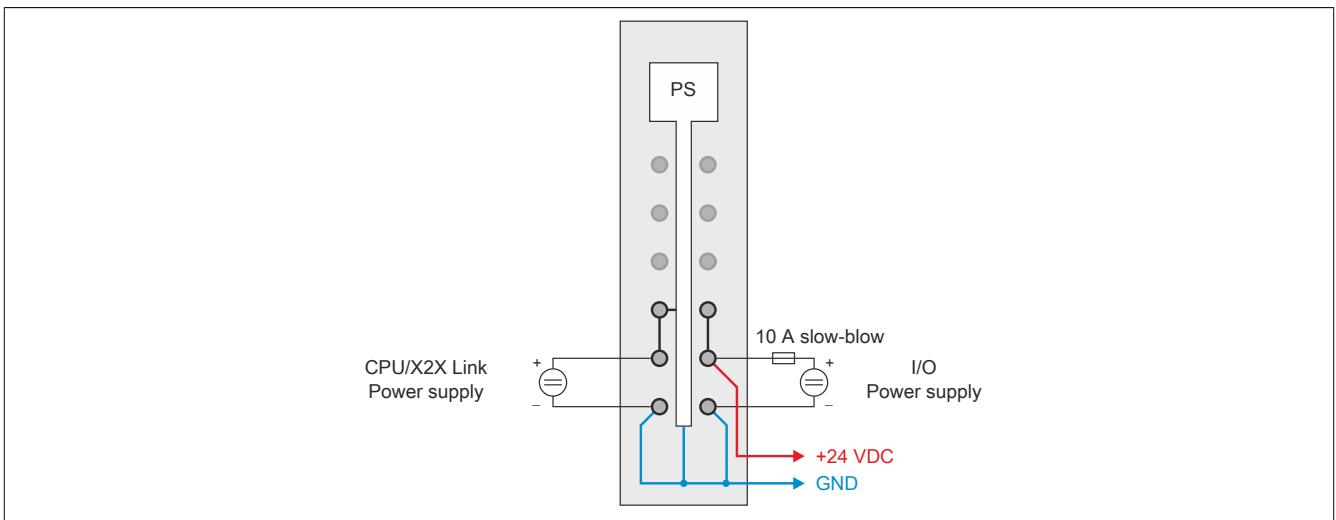 PS
10 A slow-blow
CPU/X2X Link
Power supply
+
–
+
–
I/O
Power supply
+24 VDC
GND